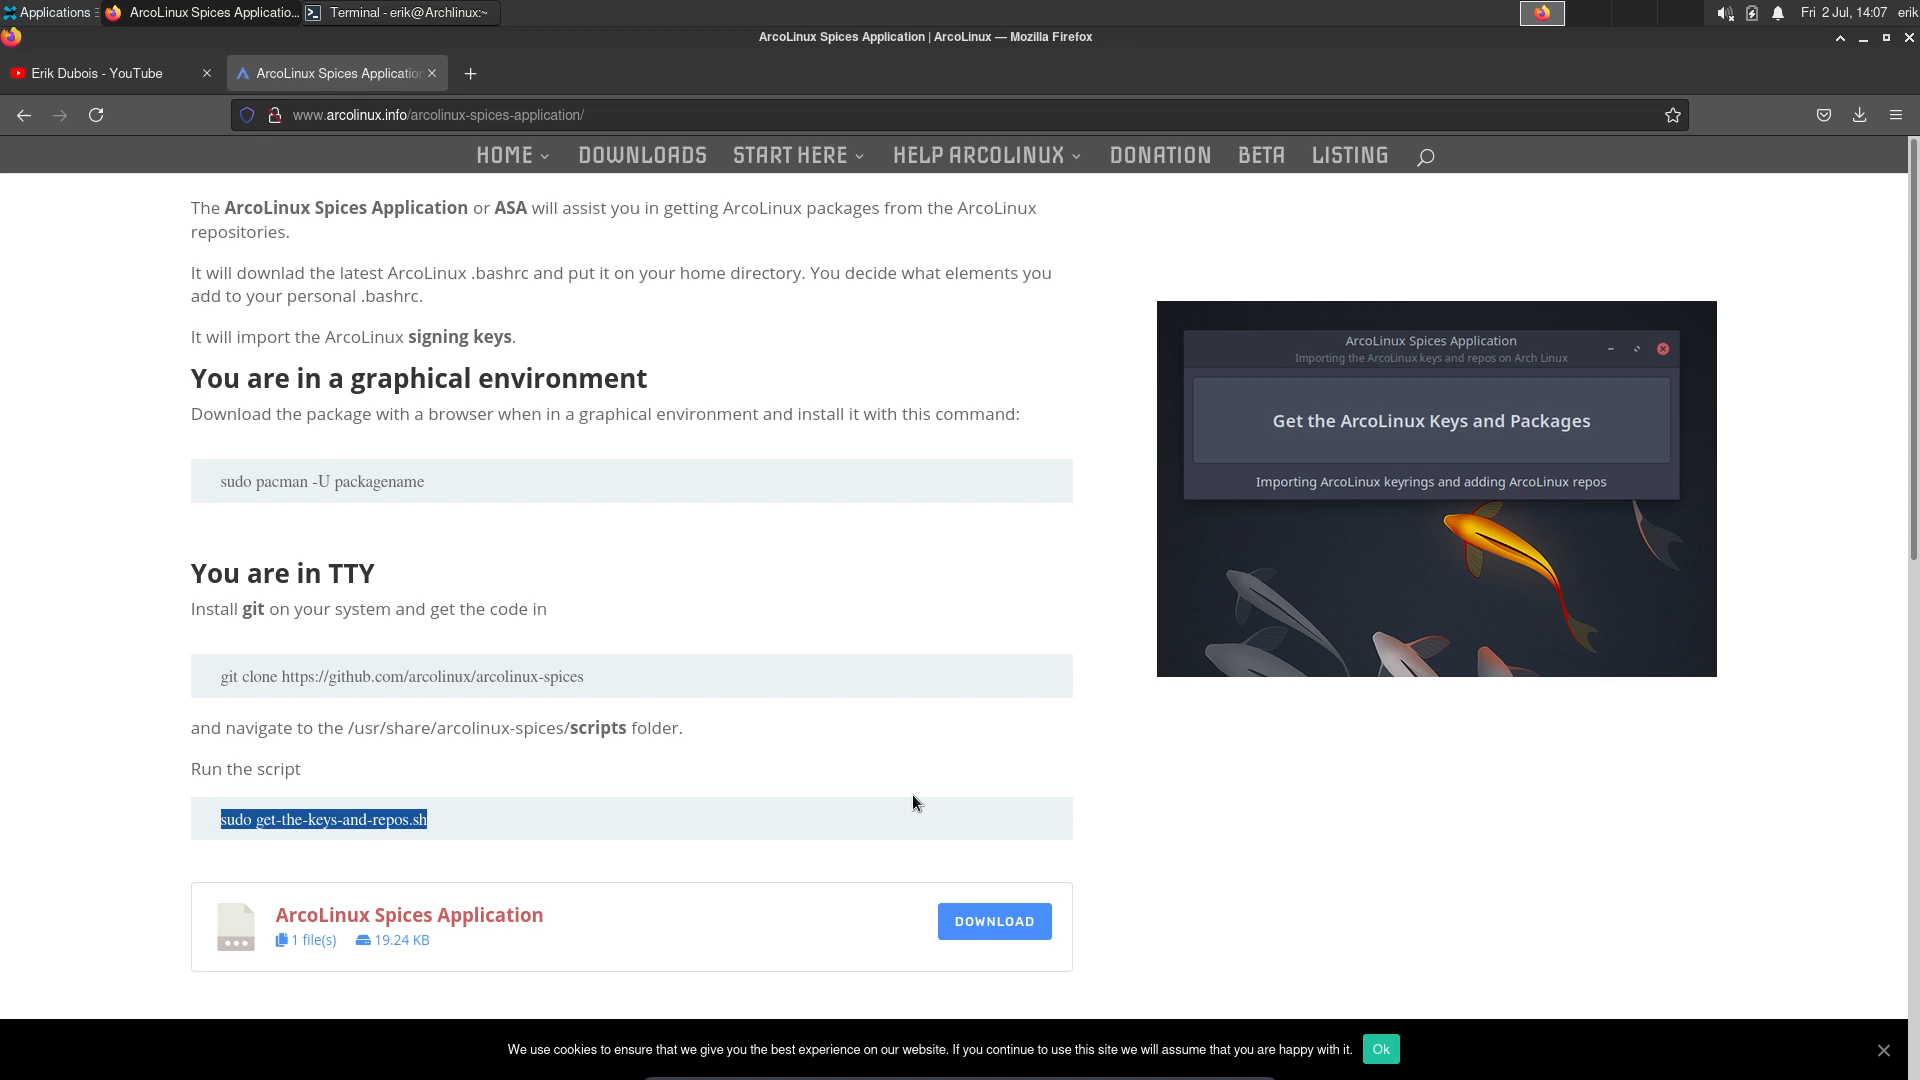 Applications
ArcoLinux Spices Applicatio...
Terminal - erik@Archlinux:~
Fri 2 Jul, 14:07
erik
ArcoLinux Spices Application | ArcoLinux — Mozilla Firefox
Erik Dubois - YouTube
ArcoLinux Spices Application
www.arcolinux.info/arcolinux-spices-application/
HOME
DOWNLOADS
START HERE
HELP ARCOLINUX
DONATION
BETA
LISTING
The ArcoLinux Spices Application or ASA will assist you in getting ArcoLinux packages from the ArcoLinux
repositories.
It will downlad the latest ArcoLinux .bashrc and put it on your home directory. You decide what elements you
add to your personal .bashrc.
It will import the ArcoLinux signing keys.
You are in a graphical environment
Download the package with a browser when in a graphical environment and install it with this command:
sudo pacman -U packagename
You are in TTY
Install git on your system and get the code in
git clone https://github.com/arcolinux/arcolinux-spices
and navigate to the /usr/share/arcolinux-spices/scripts folder.
Run the script
sudo get-the-keys-and-repos.sh
ArcoLinux Spices Application
1 file(s)
19.24 KB
DOWNLOAD
ArcoLinux Spices Application
Importing the ArcoLinux keys and repos on Arch Linux
Get the ArcoLinux Keys and Packages
Importing ArcoLinux keyrings and adding ArcoLinux repos
We use cookies to ensure that we give you the best experience on our website. If you continue to use this site we will assume that you are happy with it.
Ok